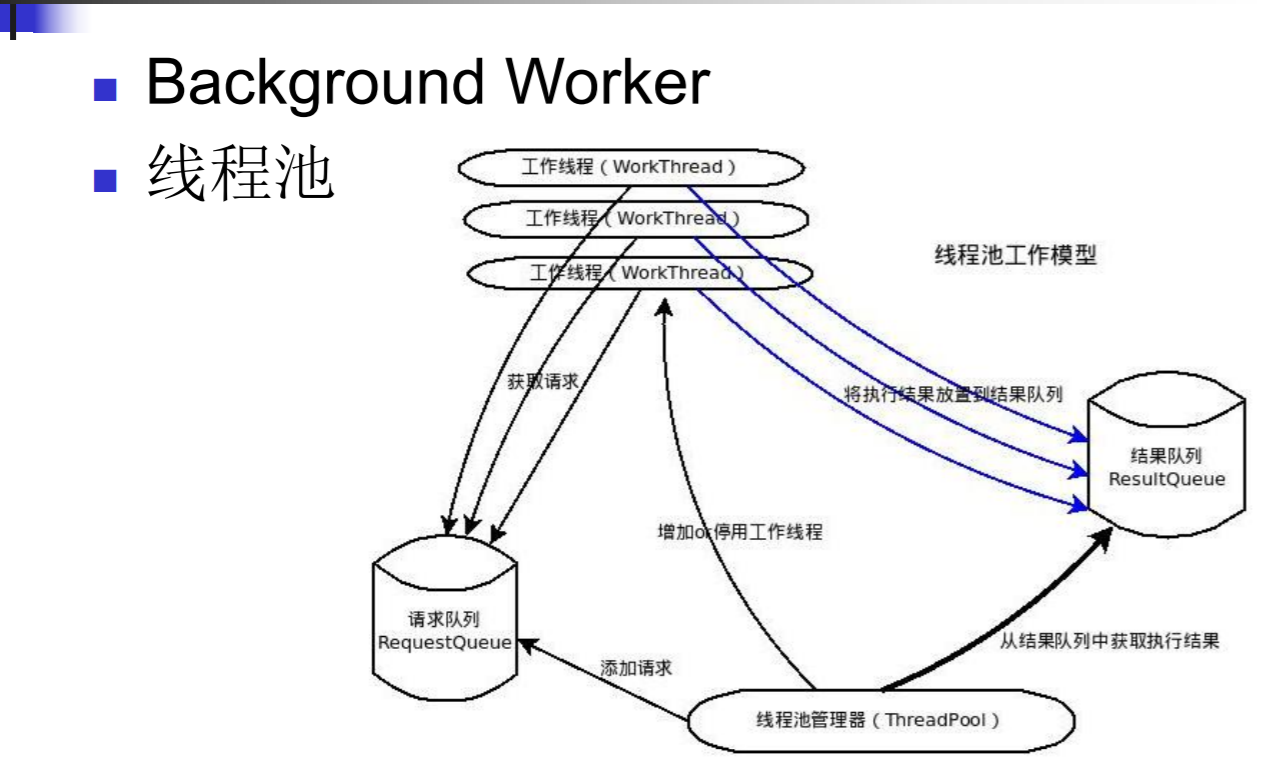 Background Worker
线程池
工作线程（WorkThread）
工作线程（WorkThread）
工作线程（WorkThread）
线程池工作模型
获取请求
将执行结果放置到结果队列
结果队列
ResultQueue
增加or停用工作线程
请求队列
RequestQueue
从结果队列中获取执行结果
添加请求
线程池管理器（ThreadPool）